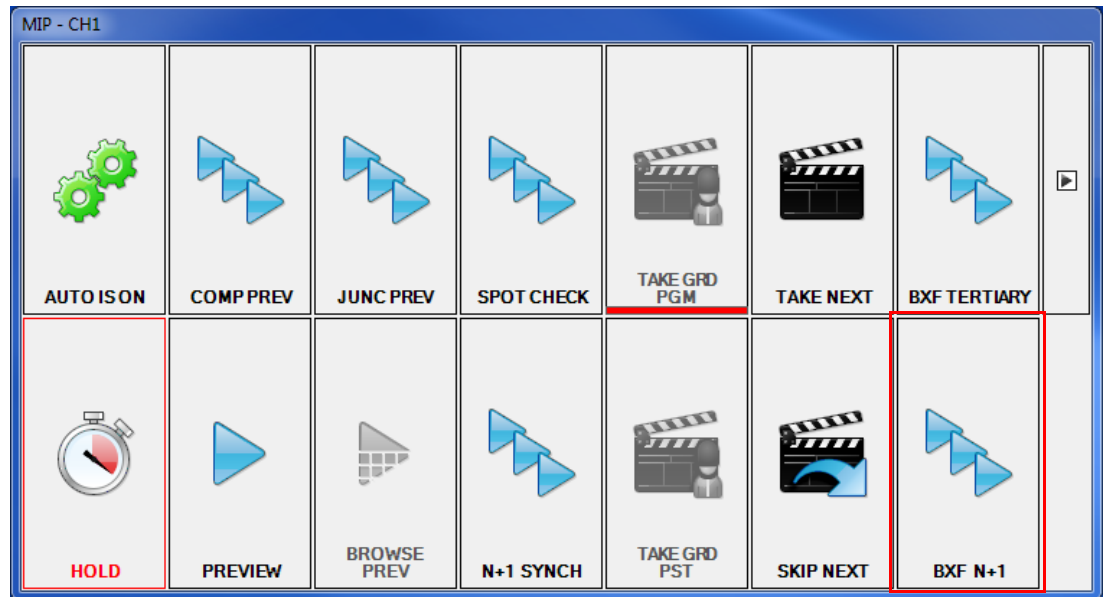 MIP - CH1
AUTO IS ON
COMP PREV
JUNC PREV
SPOT CHECK
TAKE GRD
PGM
TAKE NEXT
BXF TERTIARY
HOLD
PREVIEW
BROWSE
PREV
N+1 SYNCH
TAKE GRD
PST
SKIP NEXT
BXF N+1